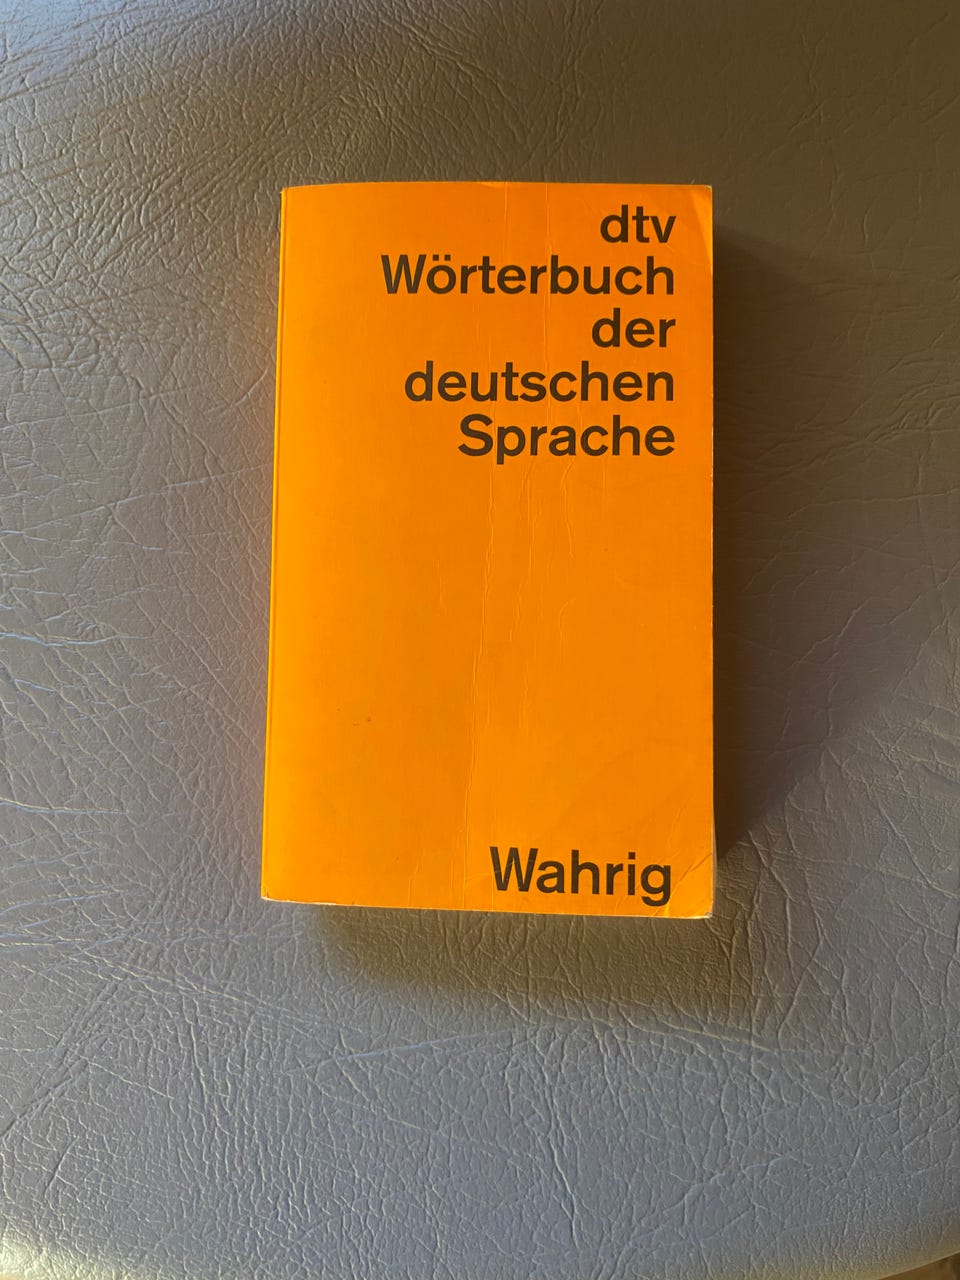 dtv
Wörterbuch
der
deutschen
Sprache
Wahrig